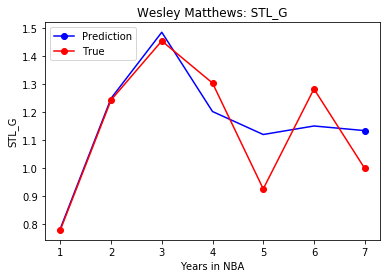 Wesley Matthews: STL_G
Prediction
True
STL_G
1.5
1.4
1.3
1.2
1.1
1.0
0.9
0.8
1 2 3 4 5 6 7
Years in NBA